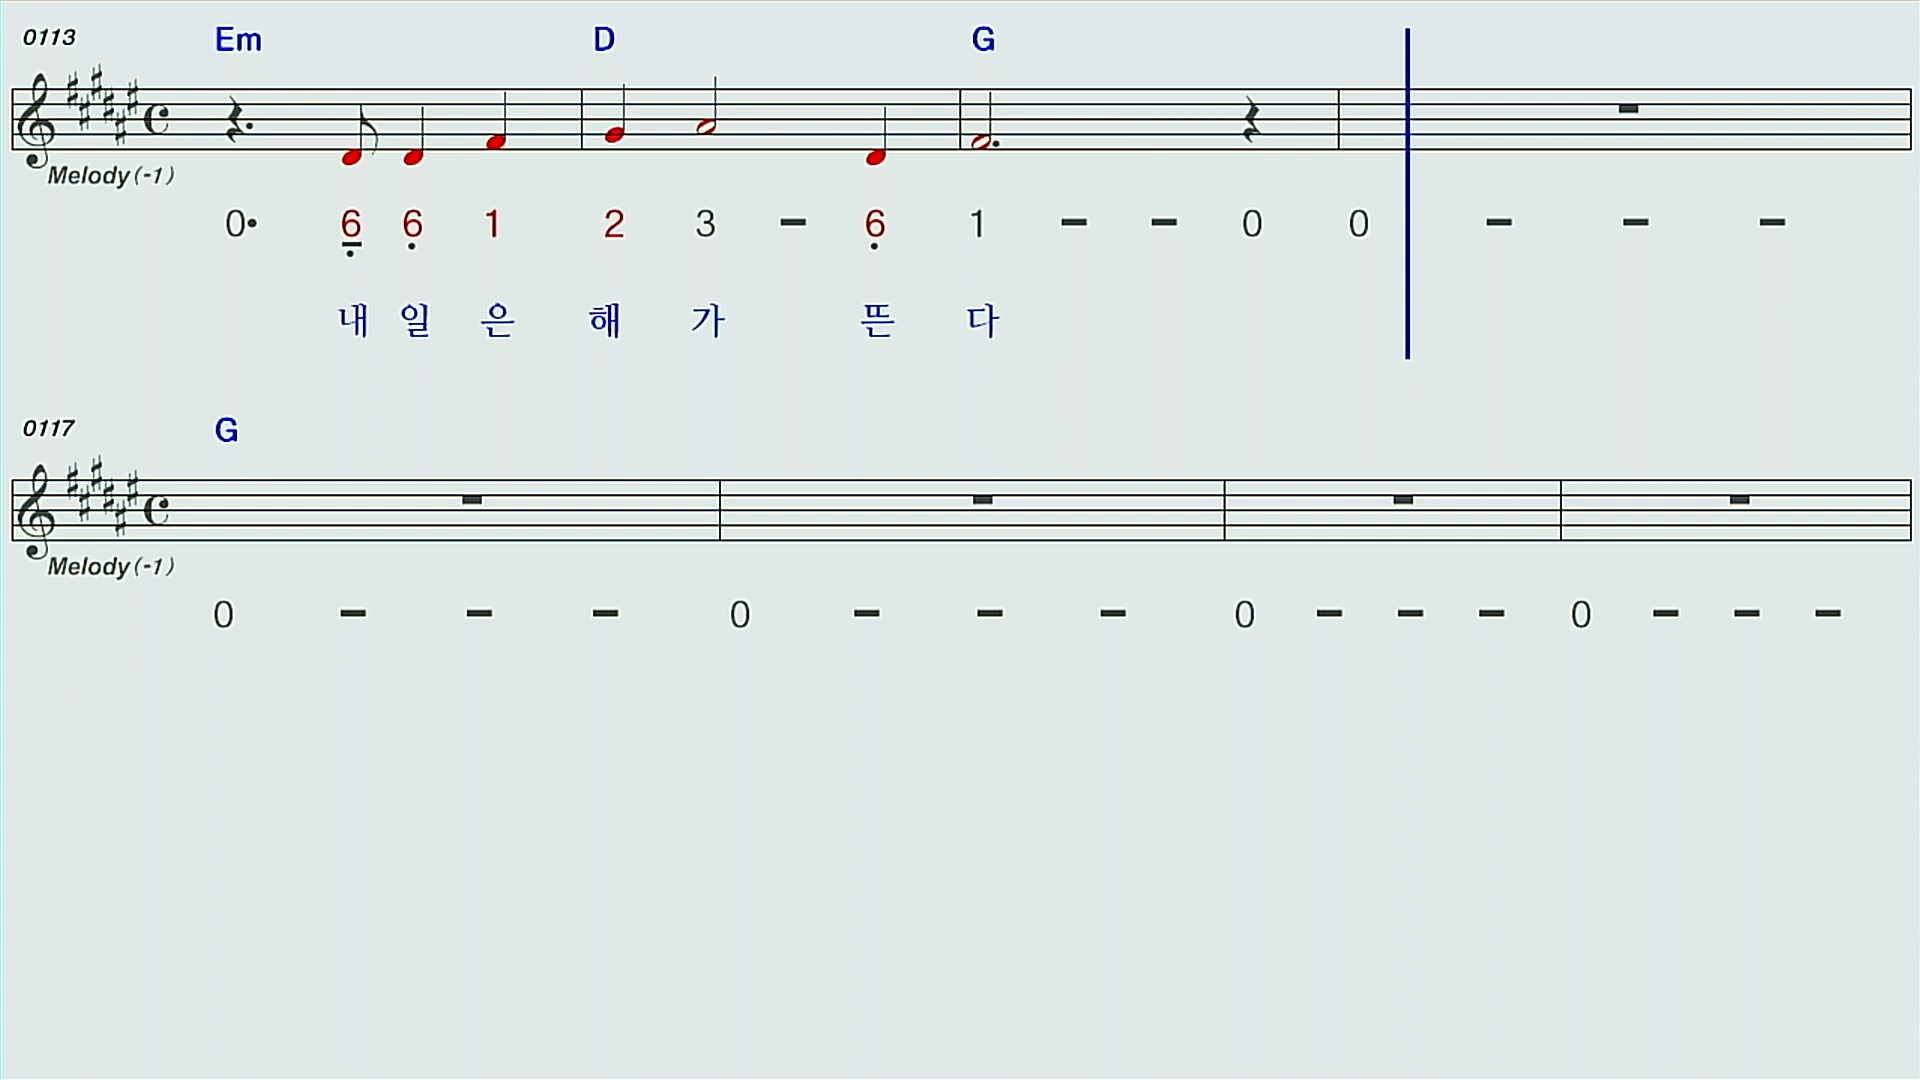 0113 Em D G
Melody(-1)
0• 6 6 1 2 3 – 6 1 – – 0 0 – – –
내 일 은 해 가 뜬 다
0117 G
Melody(-1)
0 – – – 0 – – – 0 – – – 0 – – –